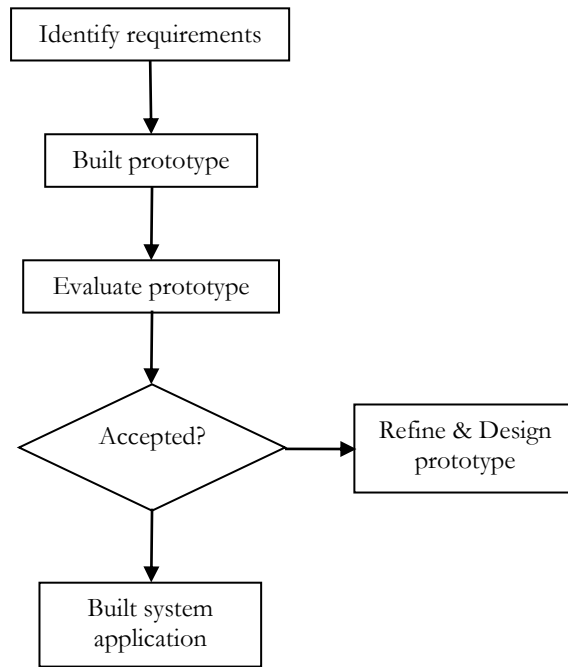 Identify requirements
Built prototype
Evaluate prototype
Accepted?
Refine & Design
prototype
Built system
application